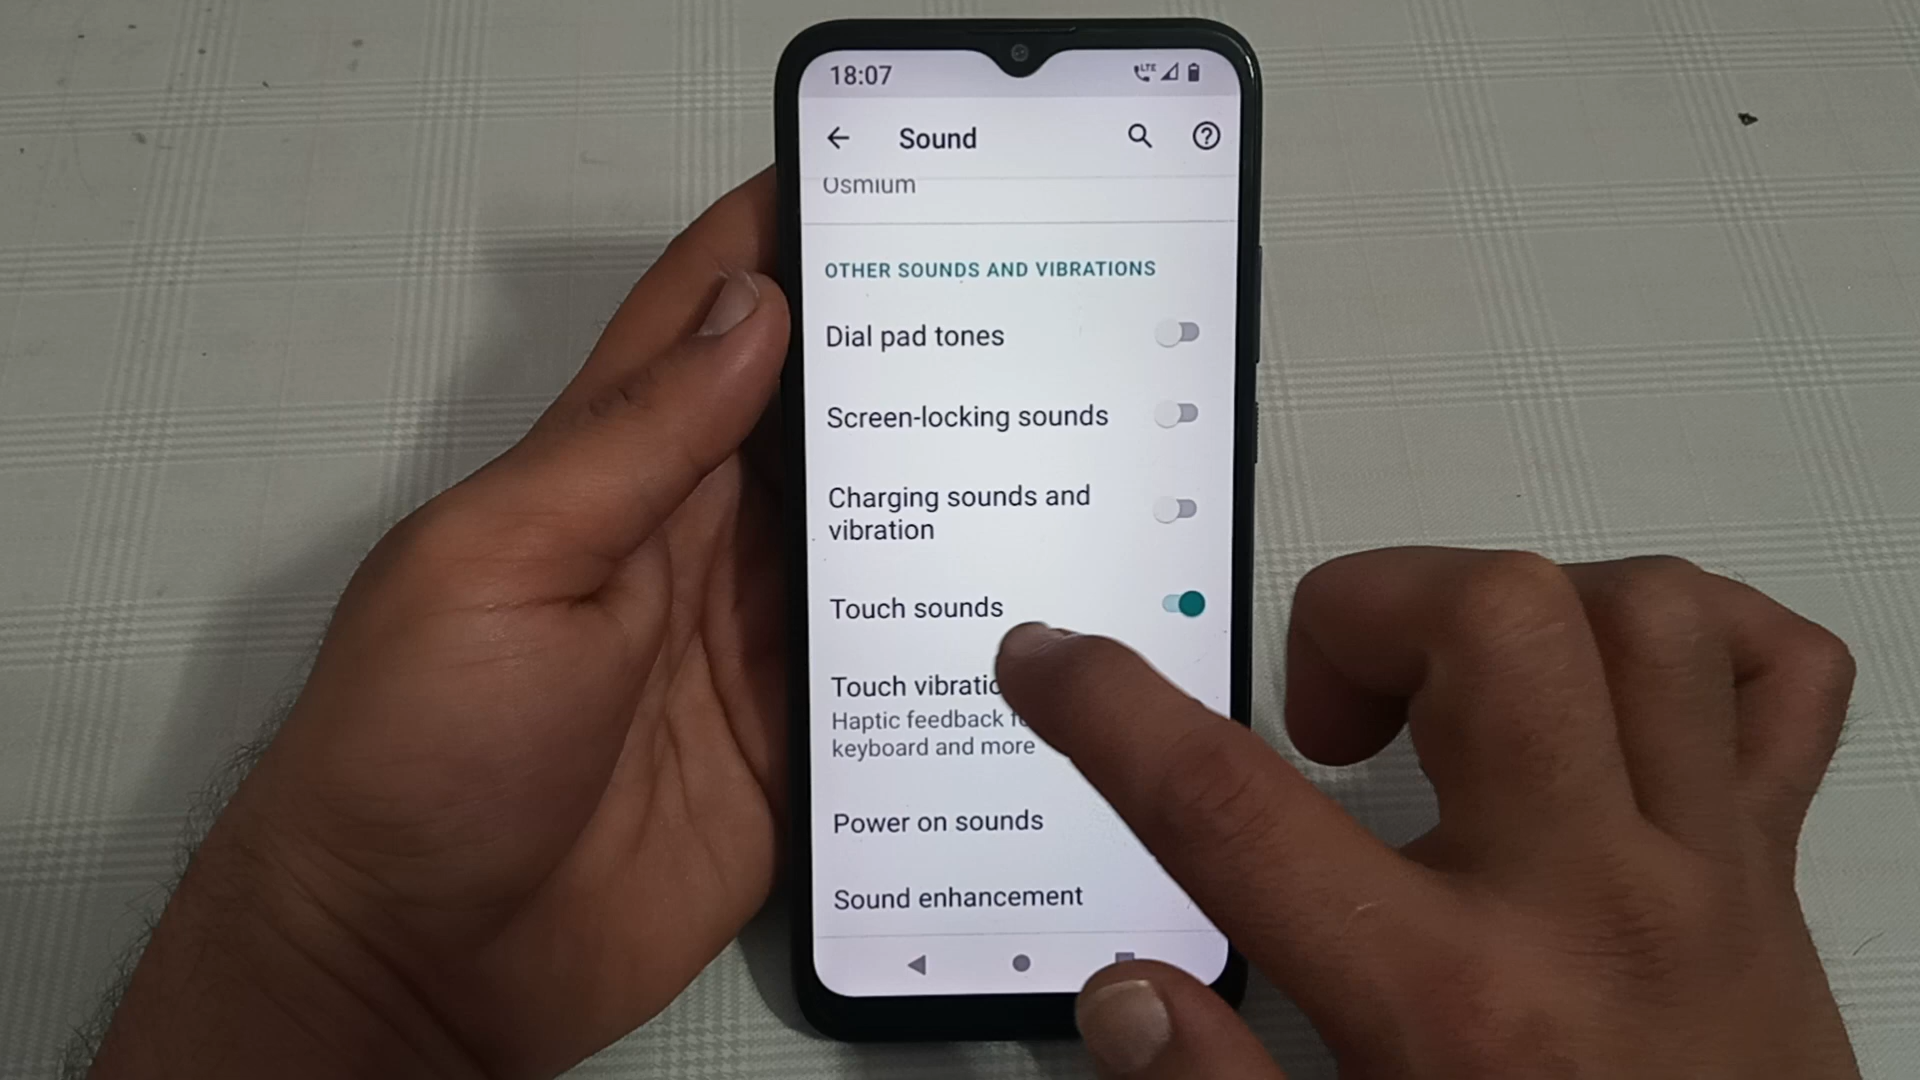 18:07
LTE
Sound
Osmium
OTHER SOUNDS AND VIBRATIONS
Dial pad tones
Screen-locking sounds
Charging sounds and
vibration
Touch sounds
Touch
Haptic feedback
keyboard and more
Power on sounds
Sound enhancement